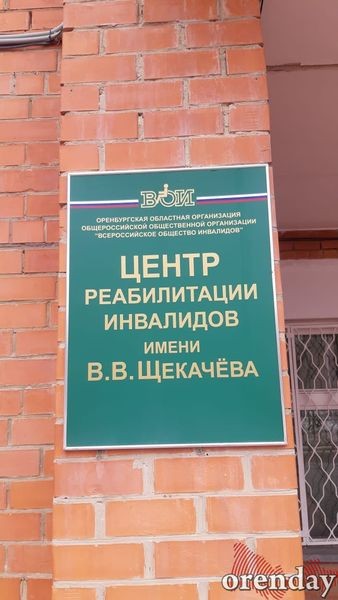 ВОИ
ОРЕНБУРГСКАЯ ОБЛАСТНАЯ ОРГАНИЗАЦИЯ
ОБЩЕРОССИЙСКОЙ ОБЩЕСТВЕННОЙ ОРГАНИЗАЦИИ
"ВСЕРОССИЙСКОЕ ОБЩЕСТВО ИНВАЛИДОВ"
ЦЕНТР
РЕАБИЛИТАЦИИ
ИНВАЛИДОВ
ИМЕНИ
В.В. ЩЕКАЧЁВА
orenday